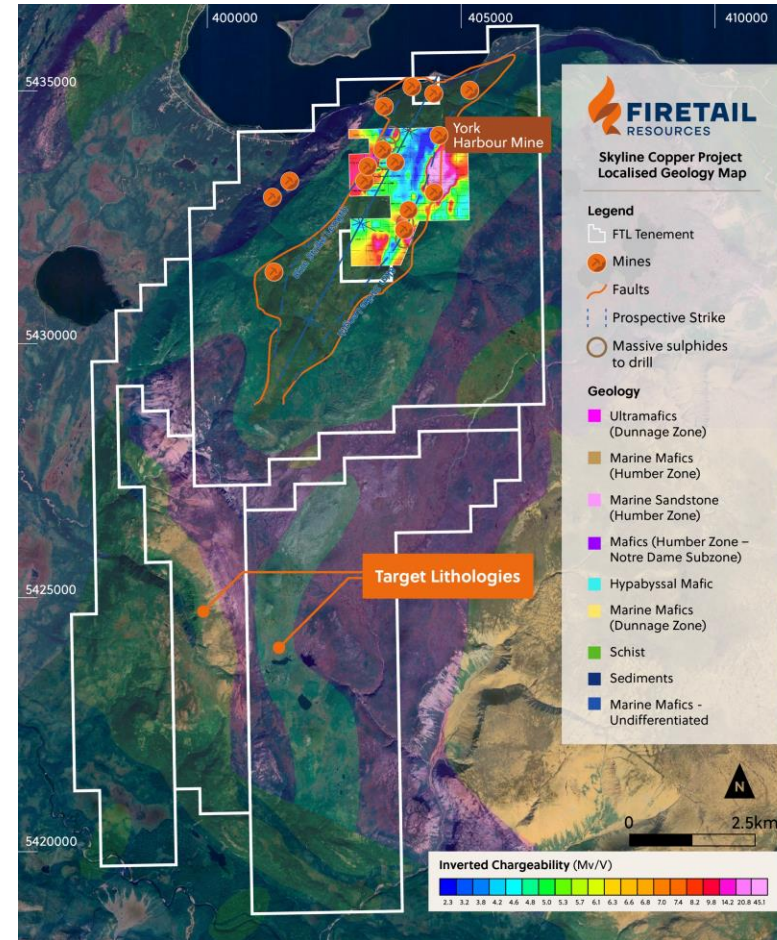 400000
405000
410000
5435000
5430000
5425000
5420000
York
Harbour Mine
Target Lithologies
FIRETAIL
RESOURCES
Skyline Copper Project
Localised Geology Map
Legend
FTL Tenement
Mines
Faults
Prospective Strike
Massive sulphides
to drill
Geology
Ultramafics
(Dunnage Zone)
Marine Mafics
(Humber Zone)
Marine Sandstone
(Humber Zone)
Mafics (Humber Zone –
Notre Dame Subzone)
Hypabyssal Mafic
Marine Mafics
(Dunnage Zone)
Schist
Sediments
Marine Mafics -
Undifferentiated
N
0 2.5km
Inverted Chargeability (Mv/V)
2.3 3.2 3.8 4.2 4.6 4.8 5.0 5.3 5.7 6.1 6.3 6.6 6.8 7.0 7.4 8.2 9.8 14.2 20.8 45.1